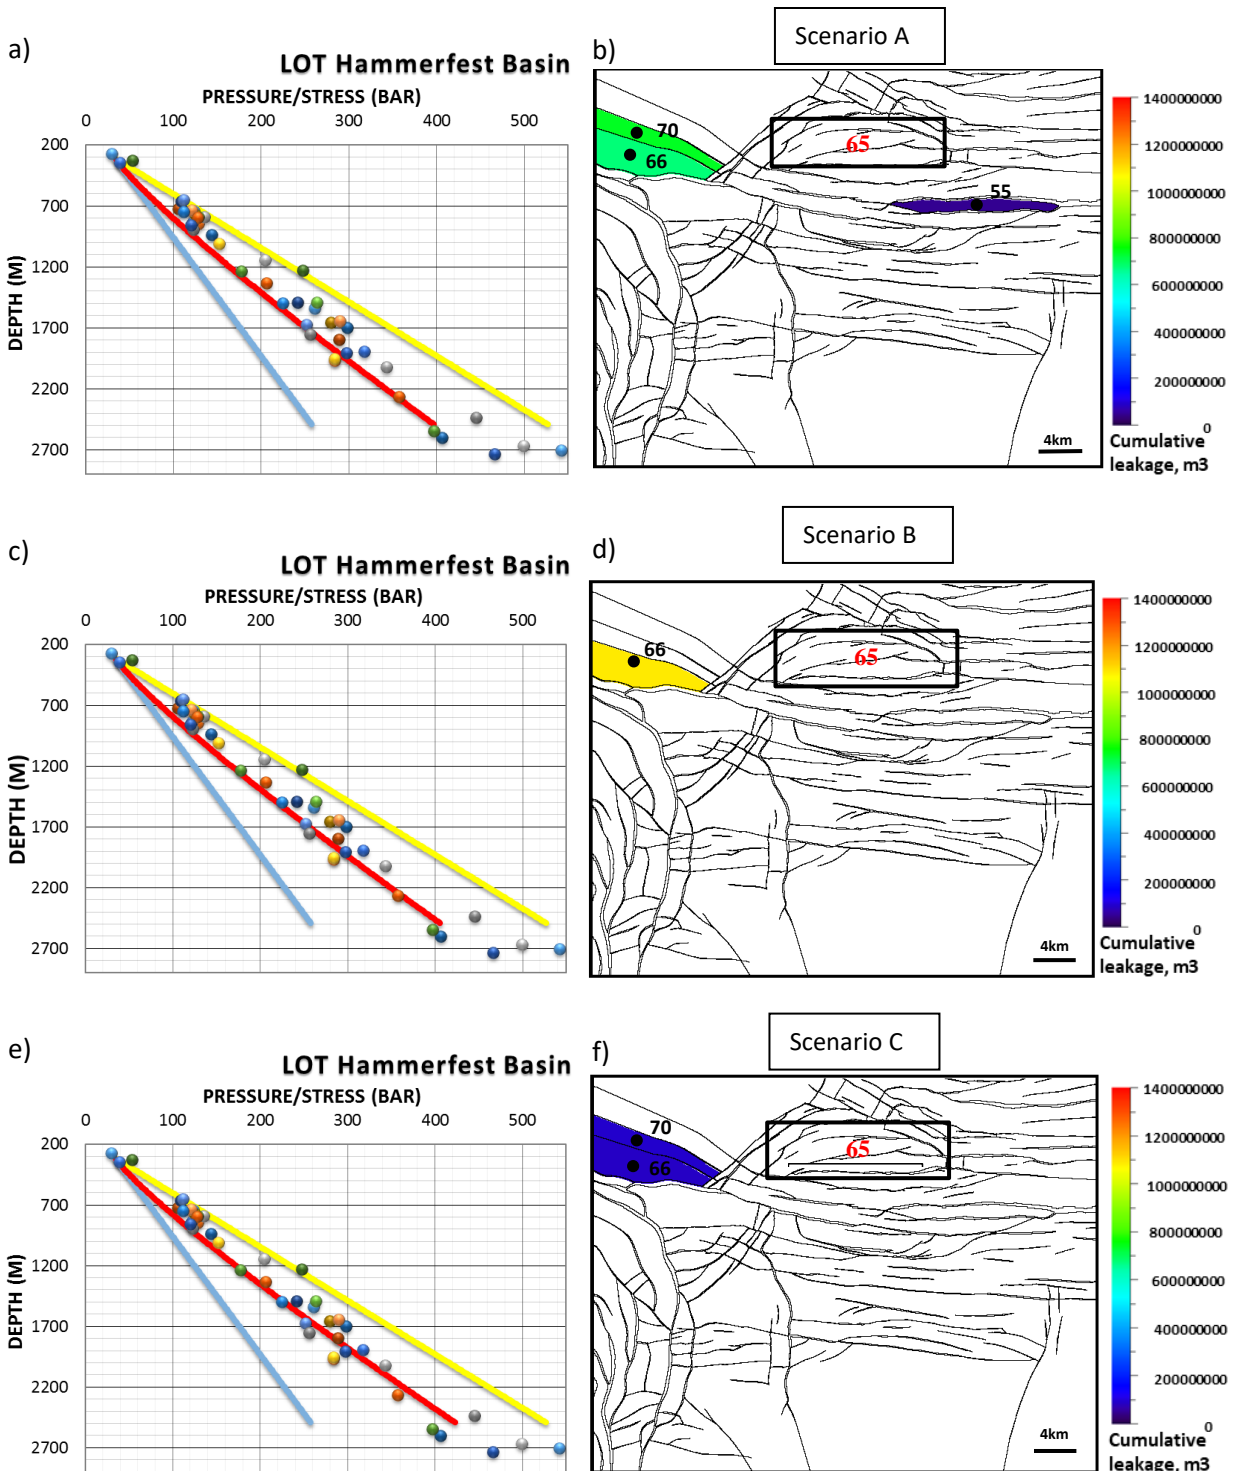 a)
LOT Hammerfest Basin
PRESSURE/STRESS (BAR)
0 100 200 300 400 500
200
700
1200
1700
2200
2700
DEPTH (M)
b)
Scenario A
70
66
65
55
4km
1400000000
1200000000
1000000000
800000000
600000000
400000000
200000000
0
Cumulative
leakage, m3
c)
LOT Hammerfest Basin
PRESSURE/STRESS (BAR)
0 100 200 300 400 500
200
700
1200
1700
2200
2700
DEPTH (M)
d)
Scenario B
66
65
4km
1400000000
1200000000
1000000000
800000000
600000000
400000000
200000000
0
Cumulative
leakage, m3
e)
LOT Hammerfest Basin
PRESSURE/STRESS (BAR)
0 100 200 300 400 500
200
700
1200
1700
2200
2700
DEPTH (M)
f)
Scenario C
70
66
65
4km
1400000000
1200000000
1000000000
800000000
600000000
400000000
200000000
0
Cumulative
leakage, m3